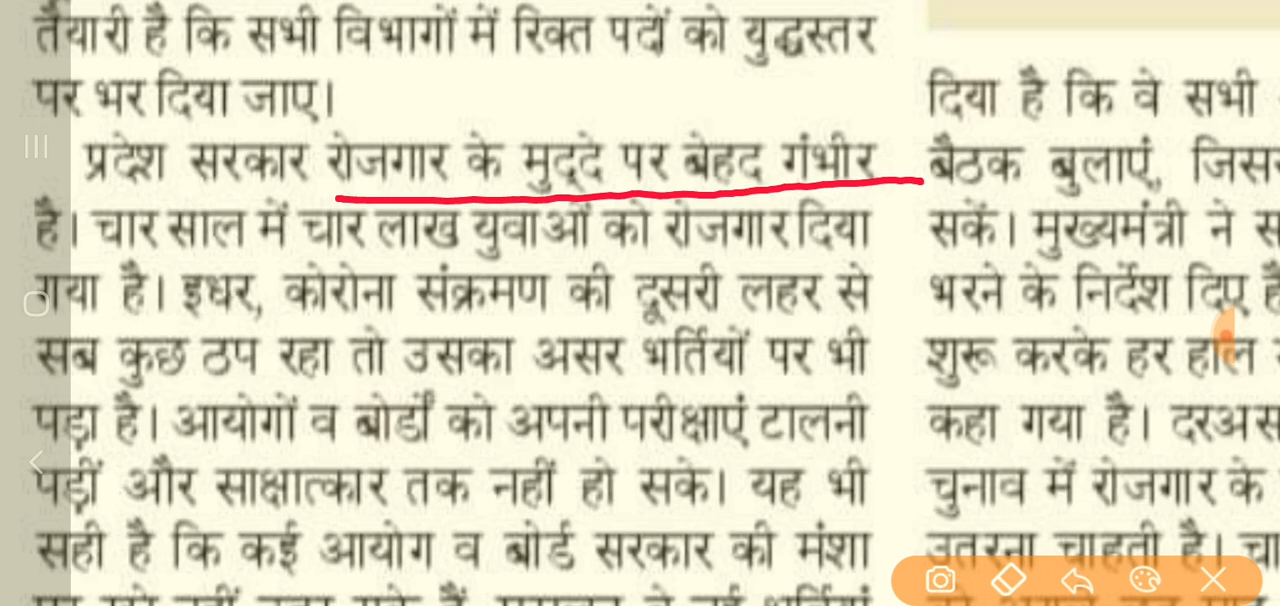 तैयारी है कि सभी विभागों में रिक्त पदों को युद्धस्तर
पर भर दिया जाए।
प्रदेश सरकार रोजगार के मुद्दे पर बेहद गंभीर
है। चार साल में चार लाख युवाओं को रोजगार दिया
गया है। इधर, कोरोना संक्रमण की दूसरी लहर से
सब कुछ ठप रहा तो उसका असर भर्तियों पर भी
पड़ा है। आयोगों व बोर्डों को अपनी परीक्षाएं टालनी
पड़ीं और साक्षात्कार तक नहीं हो सके। यह भी
सही है कि कई आयोग व बोर्ड सरकार की मंशा
दिया है कि वे सभी
बैठक बुलाएं,
सकें। मुख्यमंत्री ने
भरने के निर्देश दिए
शुरू करके हर हाल
कहा गया है।
चुनाव में रोजगार के
उतरना चाहती है।